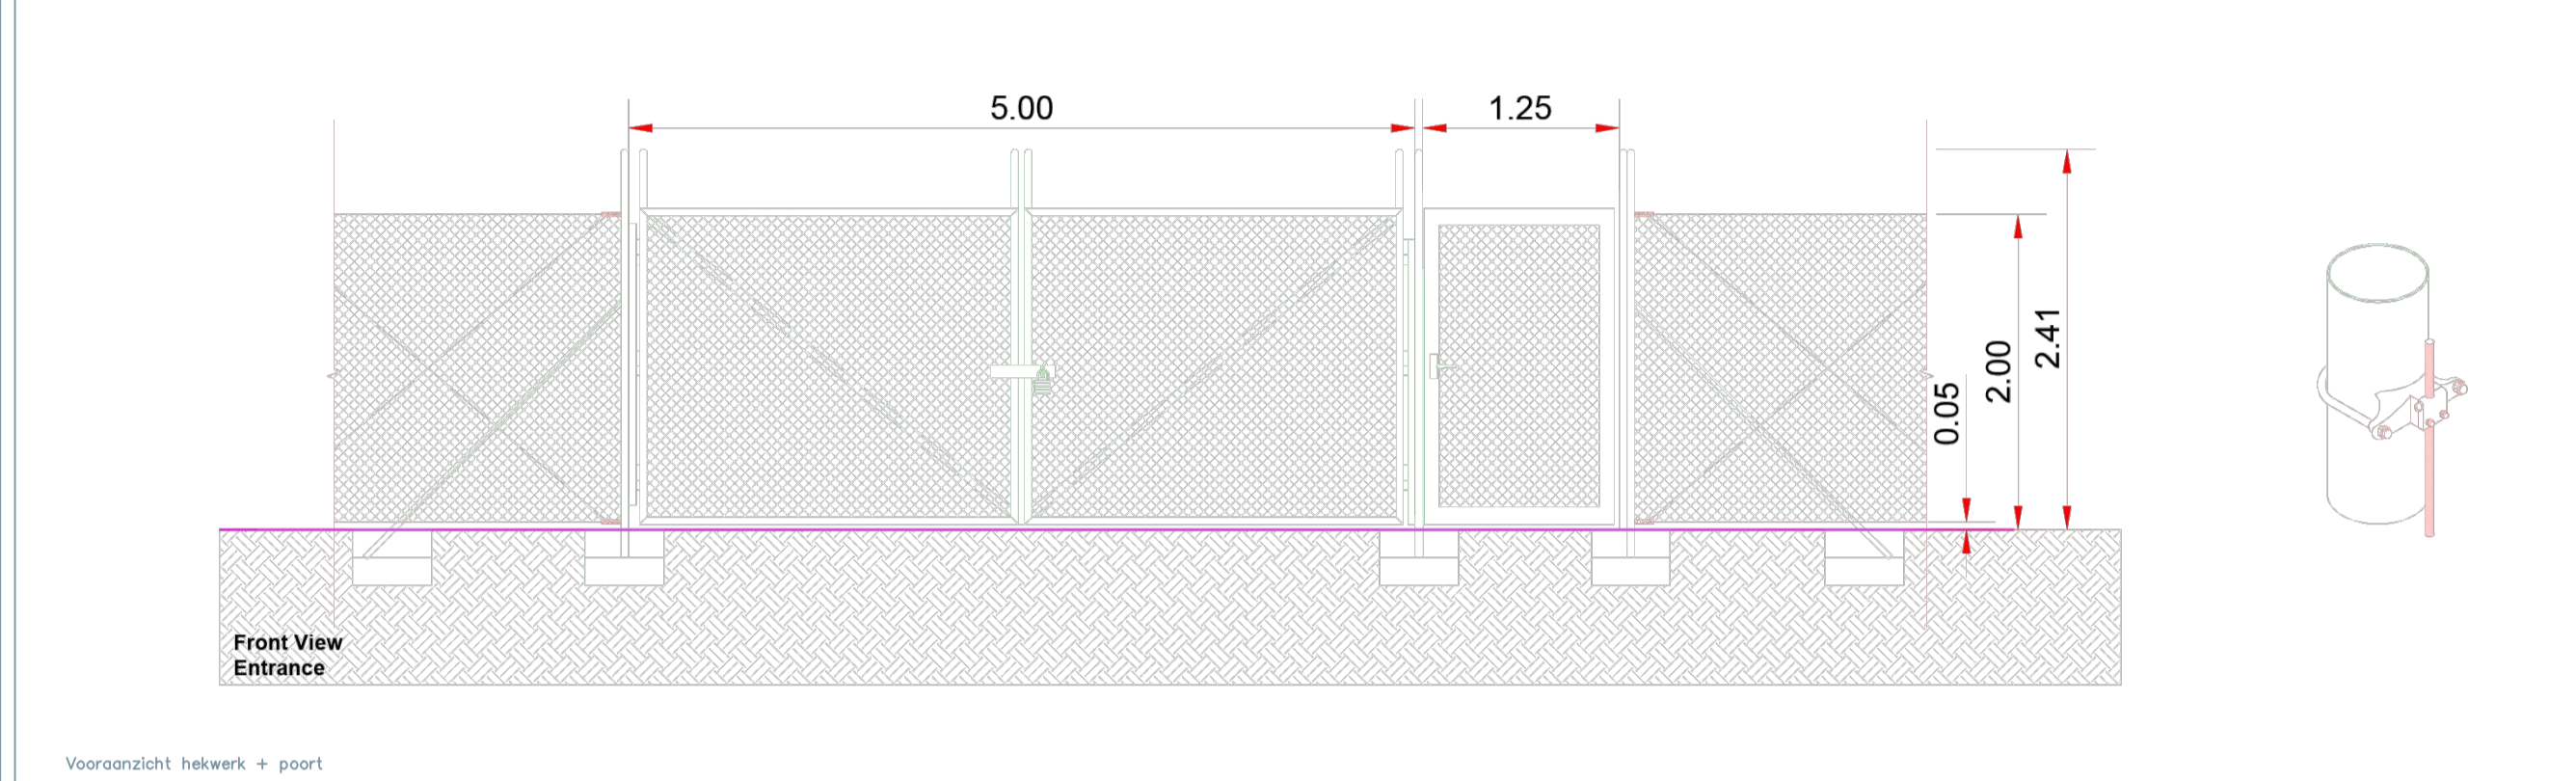 5.00
1.25
0.05
2.00
2.41
Front View
Entrance
Vooraanzicht hekwerk + poort